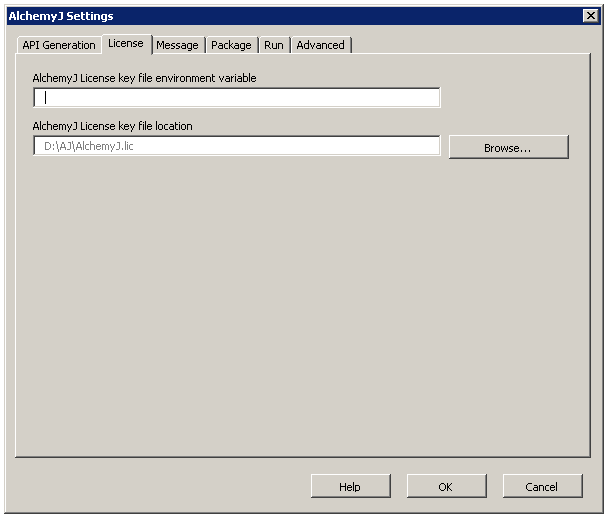 AlchemyJ Settings
API Generation License Message Package Run Advanced
AlchemyJ License key file environment variable
AlchemyJ License key file location
D:\AJ\AlchemyJ.lic
Browse...
Help OK Cancel